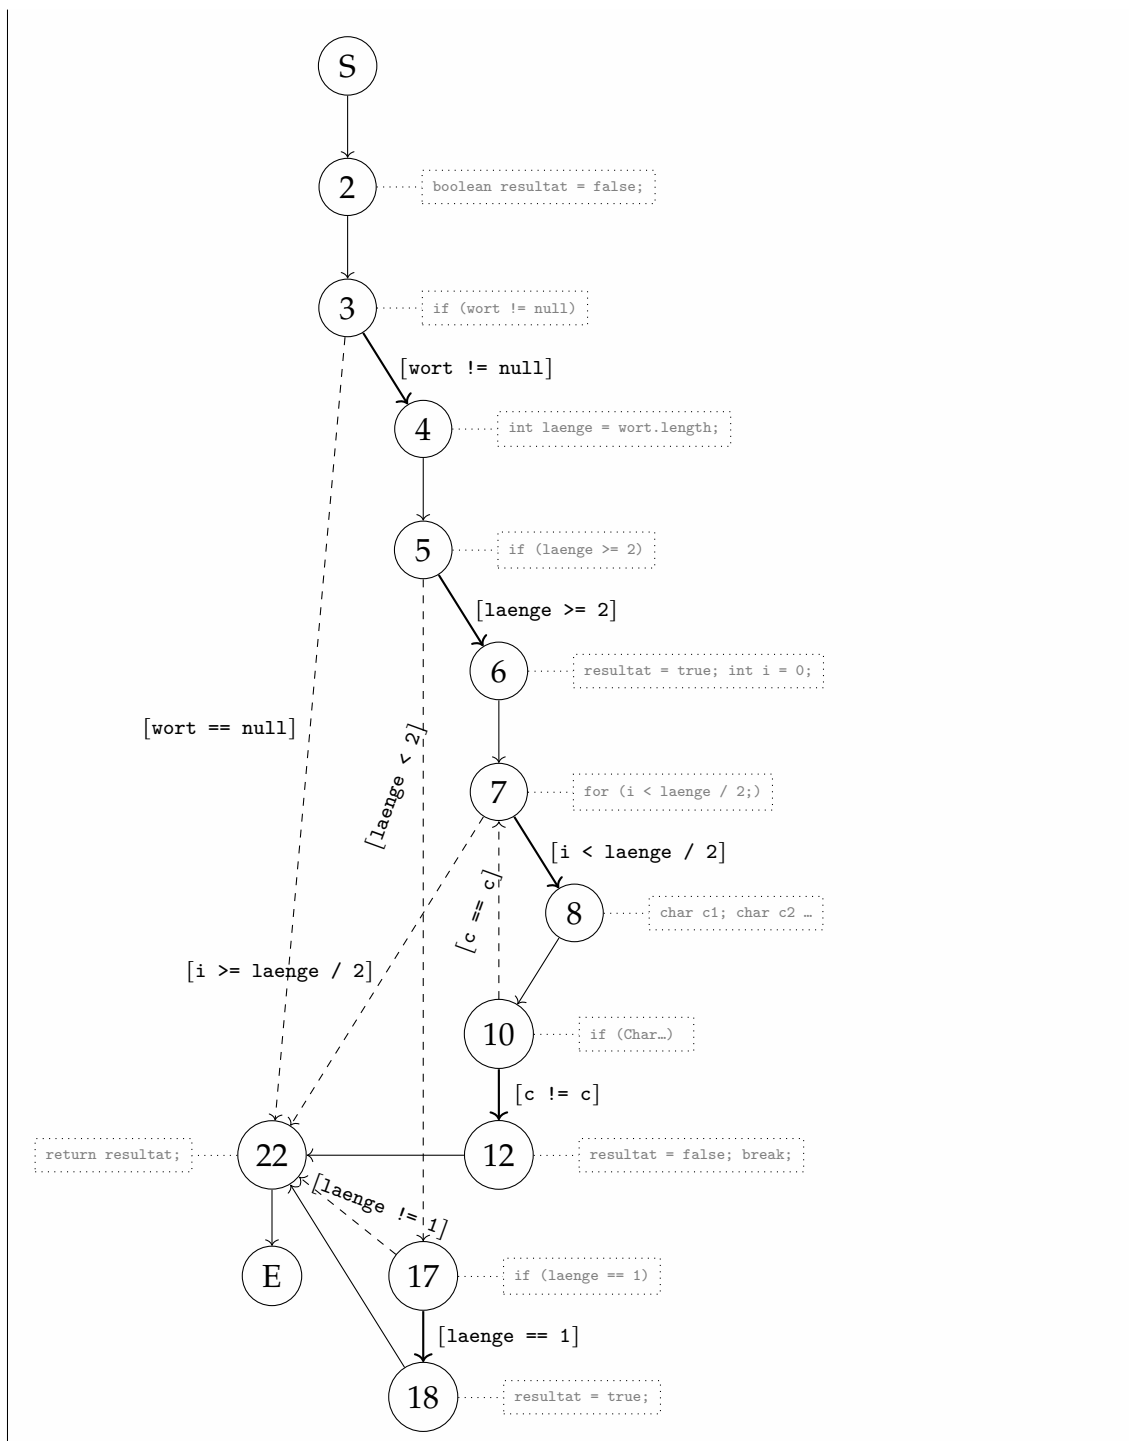 S
2
boolean resultat = false;
3
if (wort != null)
[wort != null]
4
int laenge = wort.length;
5
if (laenge >= 2)
[laenge >= 2]
6
resultat = true; int i = 0;
[wort == null]
[laenge < 2]
7
for (i < laenge / 2;)
[i < laenge / 2]
[c == c]
8
char c1; char c2 …
[i >= laenge / 2]
10
if (Char…)
[c != c]
return resultat;
22
12
resultat = false; break;
[laenge != 1]
E
17
if (laenge == 1)
[laenge == 1]
18
resultat = true;